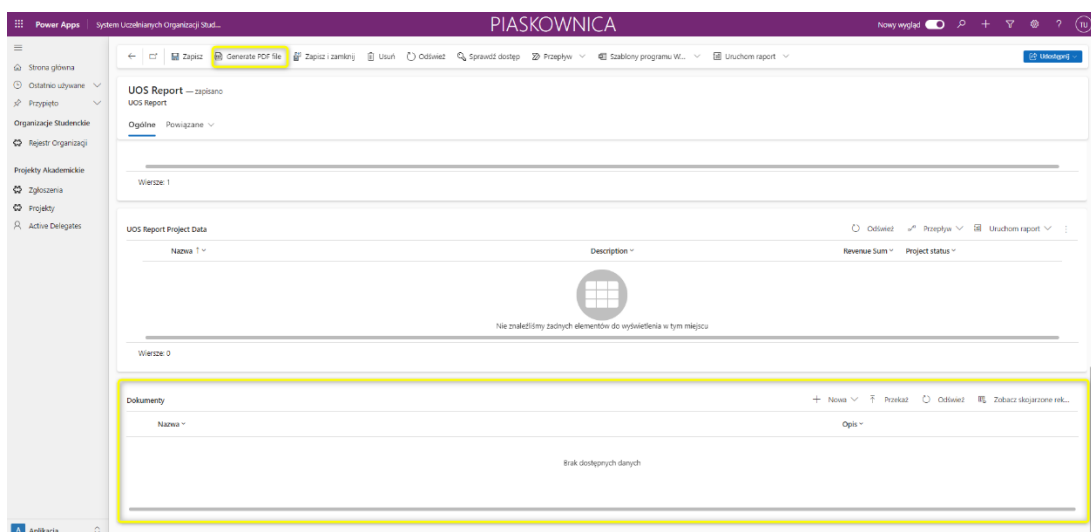 Power Apps System Uczelnianych Organizacji Stud... PIASKOWNICA Nowy wygląd TU
Zapisz Generate PDF file Zapisz i zamknij Usuń Odśwież Sprawdź dostęp Przepływ Szablony programu W... Uruchom raport Udostępnij
Strona główna
Ostatnio używane
Przypięto
Organizacje Studenckie
Rejestr Organizacji
Projekty Akademickie
Zgłoszenia
Projekty
Active Delegates
UOS Report — zapisano
UOS Report
Ogólne Powiązane
Wiersze: 1
UOS Report Project Data Odśwież Przepływ Uruchom raport
Nazwa Description Revenue Sum Project status
Nie znaleźliśmy żadnych elementów do wyświetlenia w tym miejscu
Wiersze: 0
Dokumenty Nowa Przekaż Odśwież Zobacz skojarzone rek...
Nazwa Opis
Brak dostępnych danych
A Aplikacja